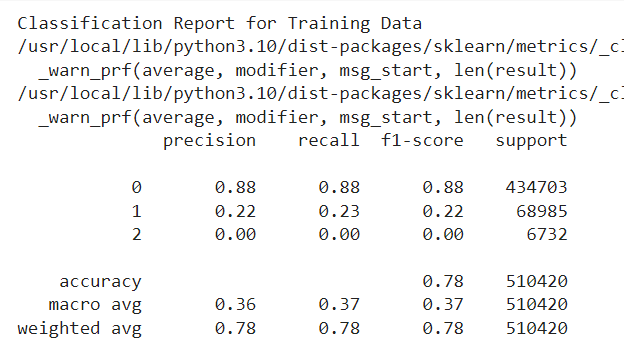 Classification Report for Training Data
/usr/local/lib/python3.10/dist-packages/sklearn/metrics/_cl
_warn_prf(average, modifier, msg_start, len(result))
/usr/local/lib/python3.10/dist-packages/sklearn/metrics/_cl
_warn_prf(average, modifier, msg_start, len(result))
precision recall f1-score support
0 0.88 0.88 0.88 434703
1 0.22 0.23 0.22 68985
2 0.00 0.00 0.00 6732
accuracy 0.78 510420
macro avg 0.36 0.37 0.37 510420
weighted avg 0.78 0.78 0.78 510420